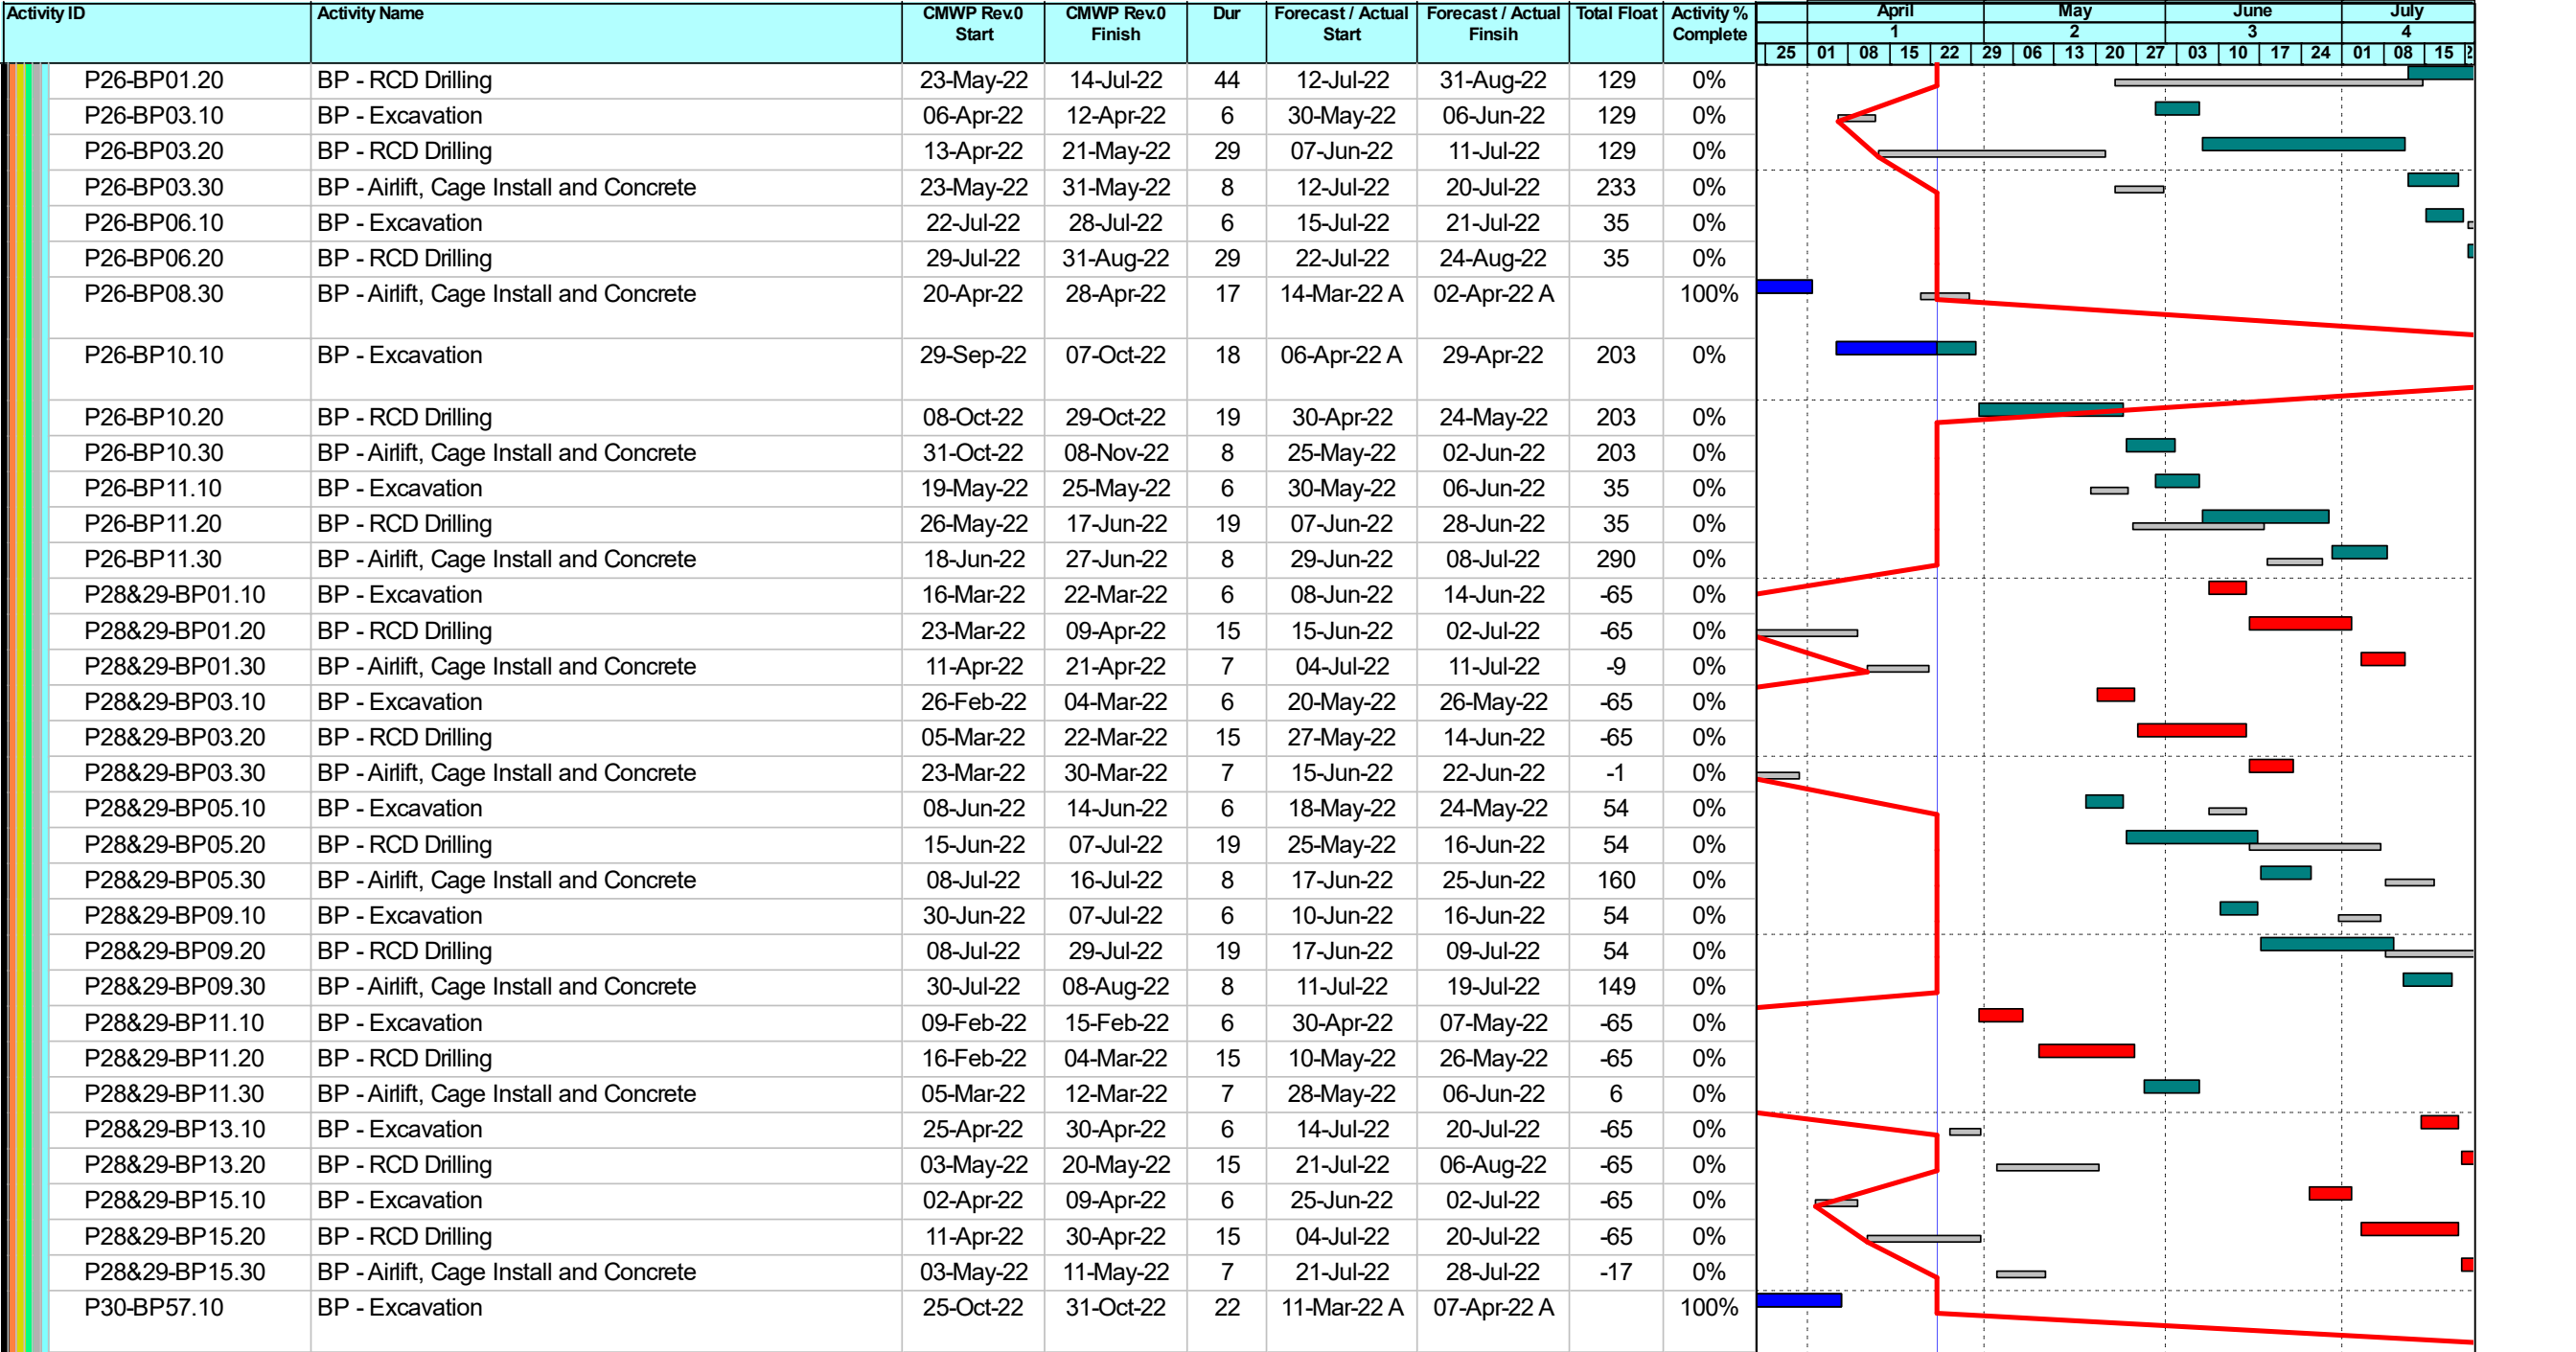 Activity ID Activity Name CMWP Rev.0 Start CMWP Rev.0 Finish Dur Forecast / Actual Start Forecast / Actual Finsih Total Float Activity % Complete April May June July
1 2 3 4
25 01 08 15 22 29 06 13 20 27 03 10 17 24 01 08 15
P26-BP01.20 BP - RCD Drilling 23-May-22 14-Jul-22 44 12-Jul-22 31-Aug-22 129 0%
P26-BP03.10 BP - Excavation 06-Apr-22 12-Apr-22 6 30-May-22 06-Jun-22 129 0%
P26-BP03.20 BP - RCD Drilling 13-Apr-22 21-May-22 29 07-Jun-22 11-Jul-22 129 0%
P26-BP03.30 BP - Airlift, Cage Install and Concrete 23-May-22 31-May-22 8 12-Jul-22 20-Jul-22 233 0%
P26-BP06.10 BP - Excavation 22-Jul-22 28-Jul-22 6 15-Jul-22 21-Jul-22 35 0%
P26-BP06.20 BP - RCD Drilling 29-Jul-22 31-Aug-22 29 22-Jul-22 24-Aug-22 35 0%
P26-BP08.30 BP - Airlift, Cage Install and Concrete 20-Apr-22 28-Apr-22 17 14-Mar-22 A 02-Apr-22 A 100%
P26-BP10.10 BP - Excavation 29-Sep-22 07-Oct-22 18 06-Apr-22 A 29-Apr-22 203 0%
P26-BP10.20 BP - RCD Drilling 08-Oct-22 29-Oct-22 19 30-Apr-22 24-May-22 203 0%
P26-BP10.30 BP - Airlift, Cage Install and Concrete 31-Oct-22 08-Nov-22 8 25-May-22 02-Jun-22 203 0%
P26-BP11.10 BP - Excavation 19-May-22 25-May-22 6 30-May-22 06-Jun-22 35 0%
P26-BP11.20 BP - RCD Drilling 26-May-22 17-Jun-22 19 07-Jun-22 28-Jun-22 35 0%
P26-BP11.30 BP - Airlift, Cage Install and Concrete 18-Jun-22 27-Jun-22 8 29-Jun-22 08-Jul-22 290 0%
P28&29-BP01.10 BP - Excavation 16-Mar-22 22-Mar-22 6 08-Jun-22 14-Jun-22 -65 0%
P28&29-BP01.20 BP - RCD Drilling 23-Mar-22 09-Apr-22 15 15-Jun-22 02-Jul-22 -65 0%
P28&29-BP01.30 BP - Airlift, Cage Install and Concrete 11-Apr-22 21-Apr-22 7 04-Jul-22 11-Jul-22 -9 0%
P28&29-BP03.10 BP - Excavation 26-Feb-22 04-Mar-22 6 20-May-22 26-May-22 -65 0%
P28&29-BP03.20 BP - RCD Drilling 05-Mar-22 22-Mar-22 15 27-May-22 14-Jun-22 -65 0%
P28&29-BP03.30 BP - Airlift, Cage Install and Concrete 23-Mar-22 30-Mar-22 7 15-Jun-22 22-Jun-22 -1 0%
P28&29-BP05.10 BP - Excavation 08-Jun-22 14-Jun-22 6 18-May-22 24-May-22 54 0%
P28&29-BP05.20 BP - RCD Drilling 15-Jun-22 07-Jul-22 19 25-May-22 16-Jun-22 54 0%
P28&29-BP05.30 BP - Airlift, Cage Install and Concrete 08-Jul-22 16-Jul-22 8 17-Jun-22 25-Jun-22 160 0%
P28&29-BP09.10 BP - Excavation 30-Jun-22 07-Jul-22 6 10-Jun-22 16-Jun-22 54 0%
P28&29-BP09.20 BP - RCD Drilling 08-Jul-22 29-Jul-22 19 17-Jun-22 09-Jul-22 54 0%
P28&29-BP09.30 BP - Airlift, Cage Install and Concrete 30-Jul-22 08-Aug-22 8 11-Jul-22 19-Jul-22 149 0%
P28&29-BP11.10 BP - Excavation 09-Feb-22 15-Feb-22 6 30-Apr-22 07-May-22 -65 0%
P28&29-BP11.20 BP - RCD Drilling 16-Feb-22 04-Mar-22 15 10-May-22 26-May-22 -65 0%
P28&29-BP11.30 BP - Airlift, Cage Install and Concrete 05-Mar-22 12-Mar-22 7 28-May-22 06-Jun-22 6 0%
P28&29-BP13.10 BP - Excavation 25-Apr-22 30-Apr-22 6 14-Jul-22 20-Jul-22 -65 0%
P28&29-BP13.20 BP - RCD Drilling 03-May-22 20-May-22 15 21-Jul-22 06-Aug-22 -65 0%
P28&29-BP15.10 BP - Excavation 02-Apr-22 09-Apr-22 6 25-Jun-22 02-Jul-22 -65 0%
P28&29-BP15.20 BP - RCD Drilling 11-Apr-22 30-Apr-22 15 04-Jul-22 20-Jul-22 -65 0%
P28&29-BP15.30 BP - Airlift, Cage Install and Concrete 03-May-22 11-May-22 7 21-Jul-22 28-Jul-22 -17 0%
P30-BP57.10 BP - Excavation 25-Oct-22 31-Oct-22 22 11-Mar-22 A 07-Apr-22 A 100%